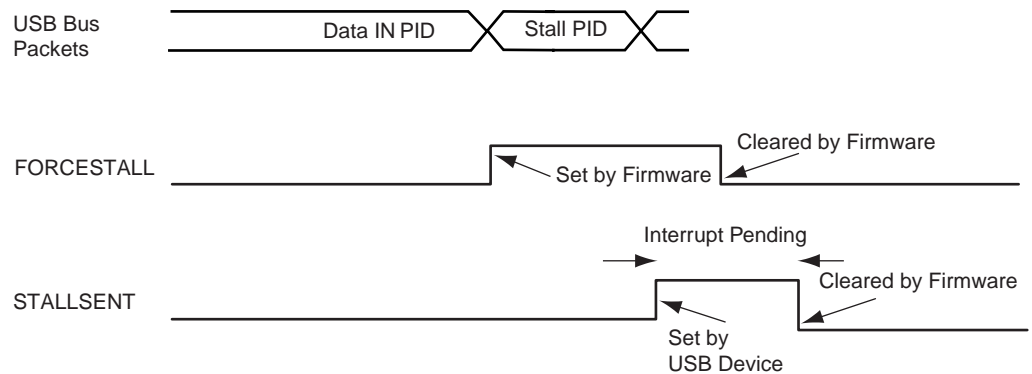 USB Bus
Packets
Data IN PID
Stall PID
FORCESTALL
Set by Firmware
Cleared by Firmware
Interrupt Pending
STALLSENT
Cleared by Firmware
Set by
USB Device